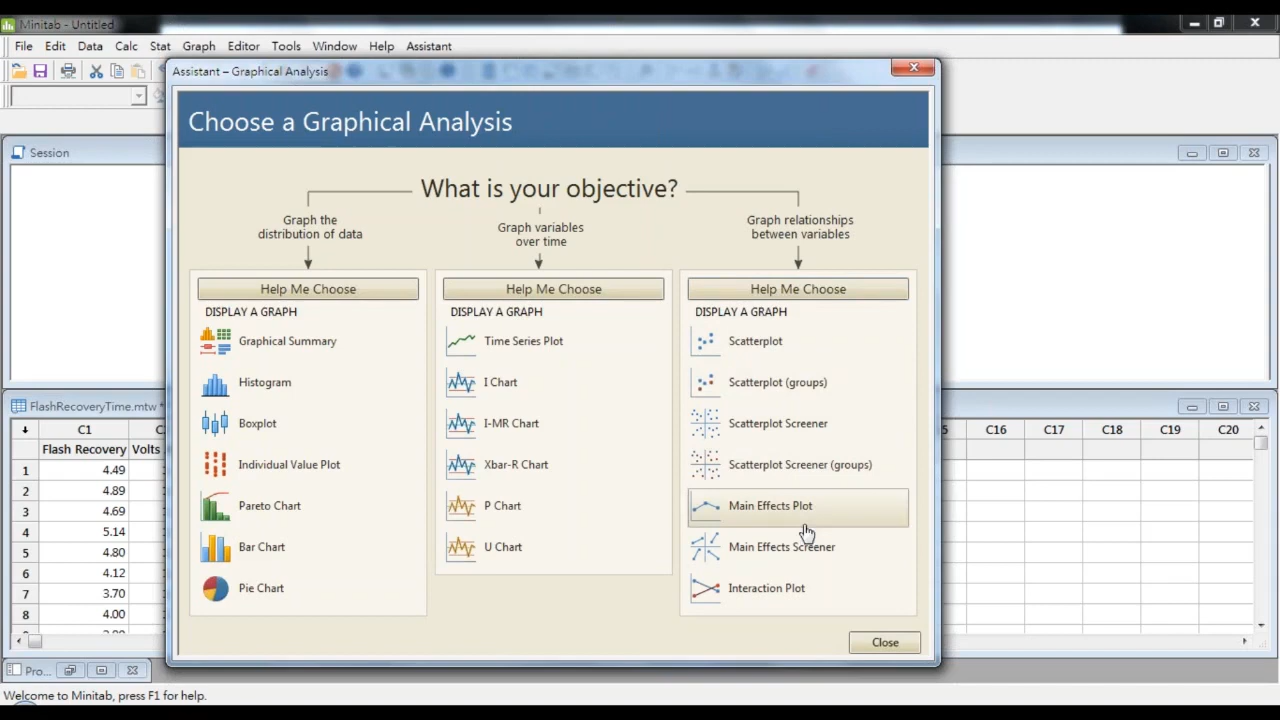 Minitab - Untitled
File Edit Data Calc Stat Graph Editor Tools Window Help Assistant
Assistant – Graphical Analysis
Choose a Graphical Analysis
Session
What is your objective?
Graph the
distribution of data
Graph variables
over time
Graph relationships
between variables
Help Me Choose
DISPLAY A GRAPH
Graphical Summary
Histogram
Boxplot
Individual Value Plot
Pareto Chart
Bar Chart
Pie Chart
Help Me Choose
DISPLAY A GRAPH
Time Series Plot
I Chart
I-MR Chart
Xbar-R Chart
P Chart
U Chart
Help Me Choose
DISPLAY A GRAPH
Scatterplot
Scatterplot (groups)
Scatterplot Screener
Scatterplot Screener (groups)
Main Effects Plot
Main Effects Screener
Interaction Plot
Close
FlashRecoveryTime.mtw *
C1 C16 C17 C18 C19 C20
Flash Recovery Volts
1 4.49
2 4.89
3 4.69
4 5.14
5 4.80
6 4.12
7 3.70
8 4.00
Pro...
Welcome to Minitab, press F1 for help.